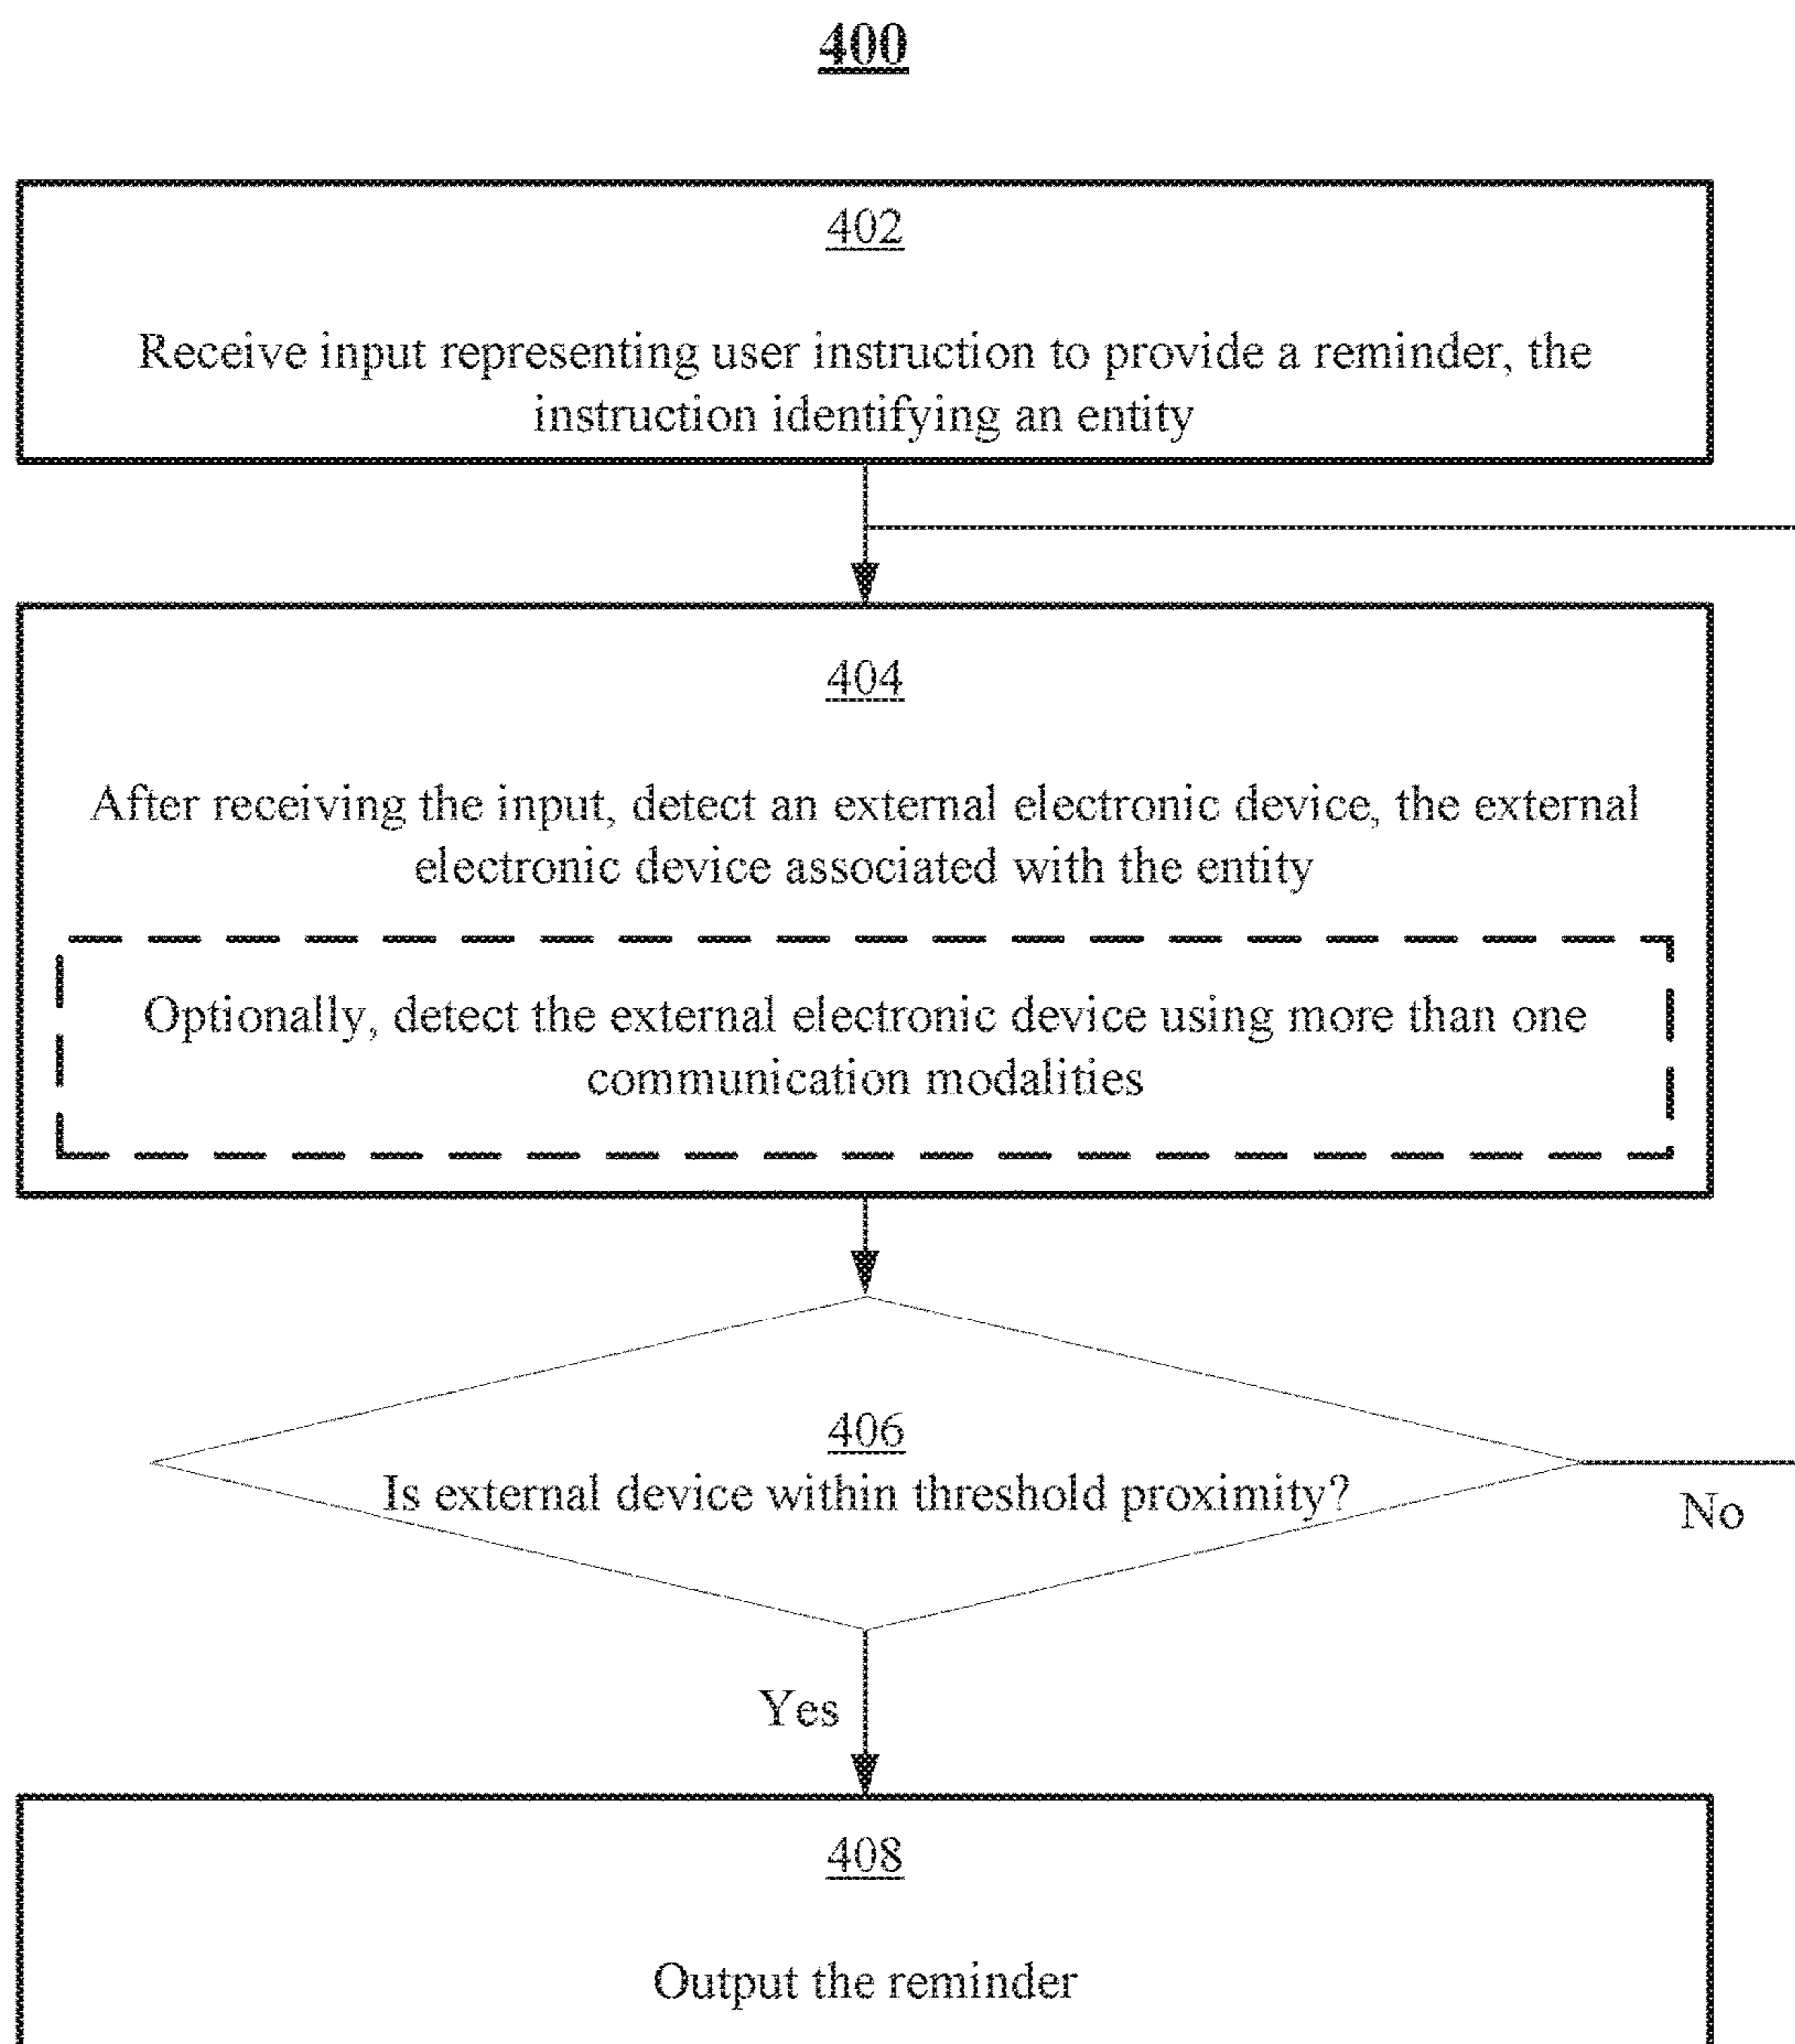 400
402
Receive input representing user instruction to provide a reminder, the
instruction identifying an entity
404
After receiving the input, detect an external electronic device, the external
electronic device associated with the entity
Optionally, detect the external electronic device using more than one
communication modalities
406
Is external device within threshold proximity?
No
Yes
408
Output the reminder